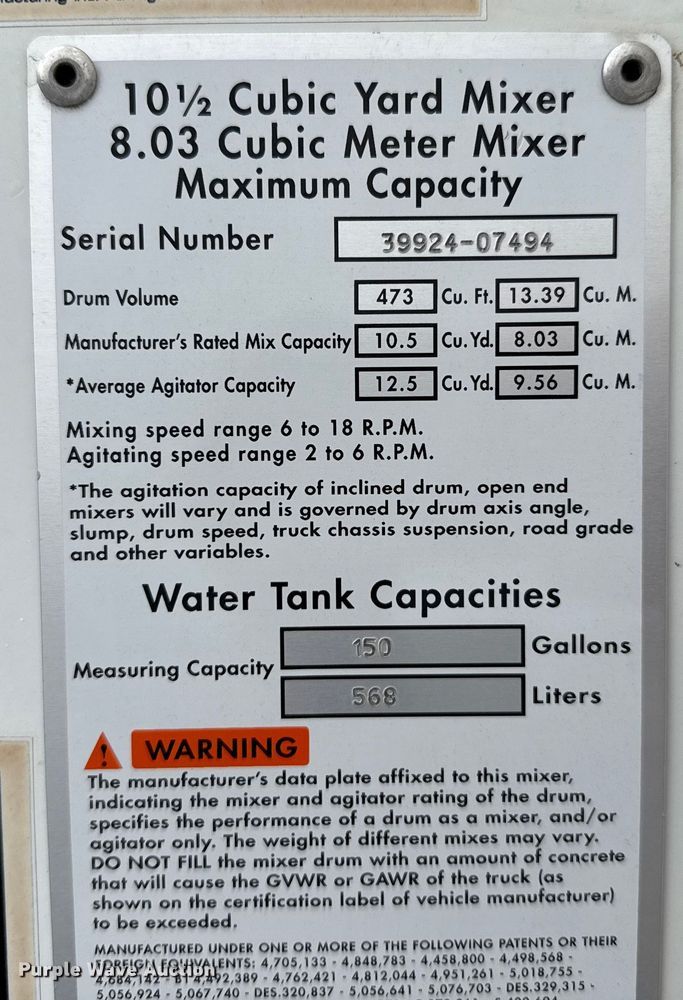 10½ Cubic Yard Mixer
8.03 Cubic Meter Mixer
Maximum Capacity
Serial Number 39924-07494
Drum Volume 473 Cu. Ft. 13.39 Cu. M.
Manufacturer's Rated Mix Capacity 10.5 Cu. Yd. 8.03 Cu. M.
*Average Agitator Capacity 12.5 Cu. Yd. 9.56 Cu. M.
Mixing speed range 6 to 18 R.P.M.
Agitating speed range 2 to 6 R.P.M.
*The agitation capacity of inclined drum, open end
mixers will vary and is governed by drum axis angle,
slump, drum speed, truck chassis suspension, road grade
and other variables.
Water Tank Capacities
150 Gallons
Measuring Capacity
568 Liters
WARNING
The manufacturer's data plate affixed to this mixer,
indicating the mixer and agitator rating of the drum,
specifies the performance of a drum as a mixer, and/or
agitator only. The weight of different mixes may vary.
DO NOT FILL the mixer drum with an amount of concrete
that will cause the GVWR or GAWR of the truck (as
shown on the certification label of vehicle manufacturer)
to be exceeded.
MANUFACTURED UNDER ONE OR MORE OF THE FOLLOWING PATENTS OR THEIR
FOREIGN EQUIVALENTS: 4,705,133 - 4,848,783 - 4,458,800 - 4,498,568 -
4,684,142 - 4,492,389 - 4,762,421 - 4,812,044 - 4,951,261 - 5,018,755 -
5,056,924 - 5,067,740 - DES.320,837 - 5,056,641 - 5,076,703 - DES.329,315 -
Purple Wave Auction